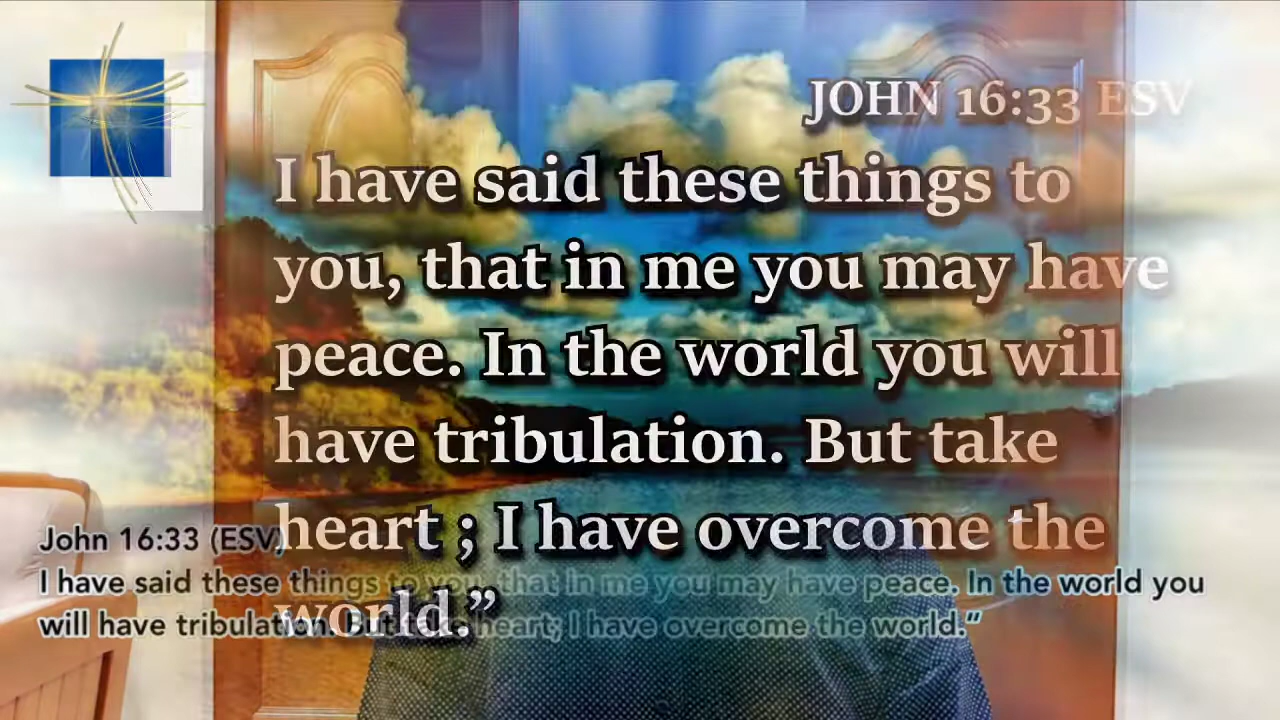 JOHN 16:33 ESV
I have said these things to
you, that in me you may have
peace. In the world you will
have tribulation. But take
heart ; I have overcome the
world.”
John 16:33 (ESV)
I have said these things to you, that in me you may have peace. In the world you
will have tribulation. But take heart; I have overcome the world.”